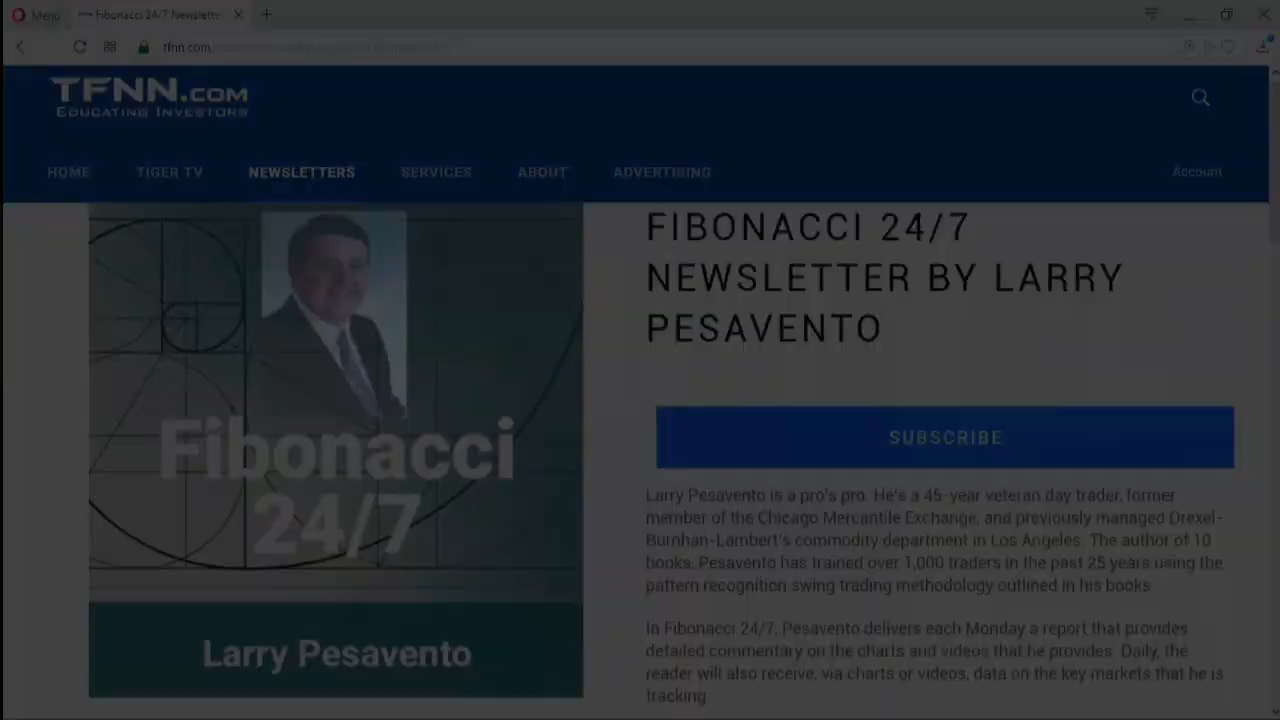 Menu
Fibonacci 24/7 Newslette
tfnn.com
TFNN.COM
EDUCATING INVESTORS
HOME TIGER TV NEWSLETTERS SERVICES ABOUT ADVERTISING Account
Fibonacci
24/7
Larry Pesavento
FIBONACCI 24/7
NEWSLETTER BY LARRY
PESAVENTO
SUBSCRIBE
Larry Pesavento is a pro's pro. He's a 45-year veteran day trader, former
member of the Chicago Mercantile Exchange, and previously managed Drexel-
Burnhan-Lambert's commodity department in Los Angeles. The author of 10
books, Pesavento has trained over 1,000 traders in the past 25 years using the
pattern recognition swing trading methodology outlined in his books
In Fibonacci 24/7, Pesavento delivers each Monday a report that provides
detailed commentary on the charts and videos that he provides. Daily, the
reader will also receive, via charts or videos, data on the key markets that he is
tracking